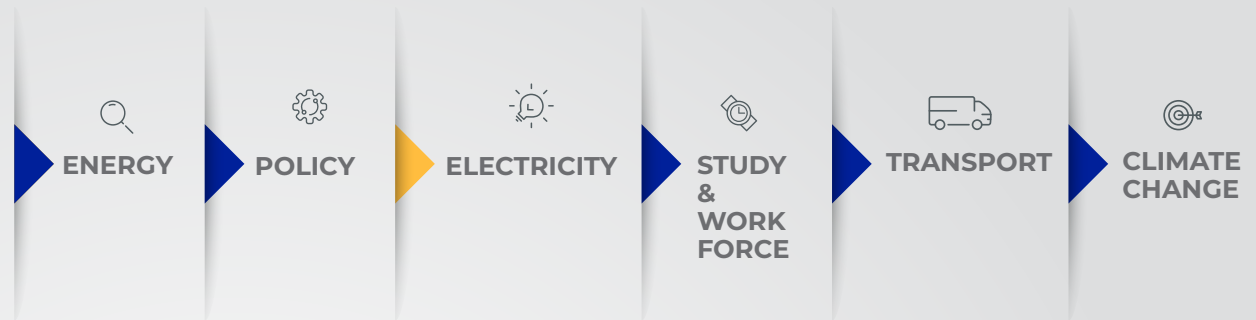 ENERGY
POLICY
ELECTRICITY
STUDY
&
WORK
FORCE
TRANSPORT
CLIMATE
CHANGE